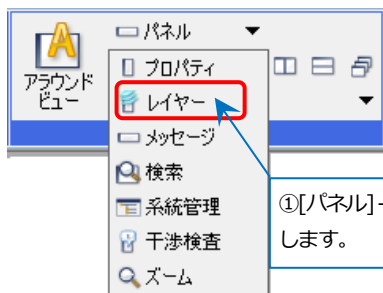 パネル
アラウンド
ビュー
プロパティ
レイヤー
メッセージ
検索
系統管理
干渉検査
ズーム
①[パネル]-
します。